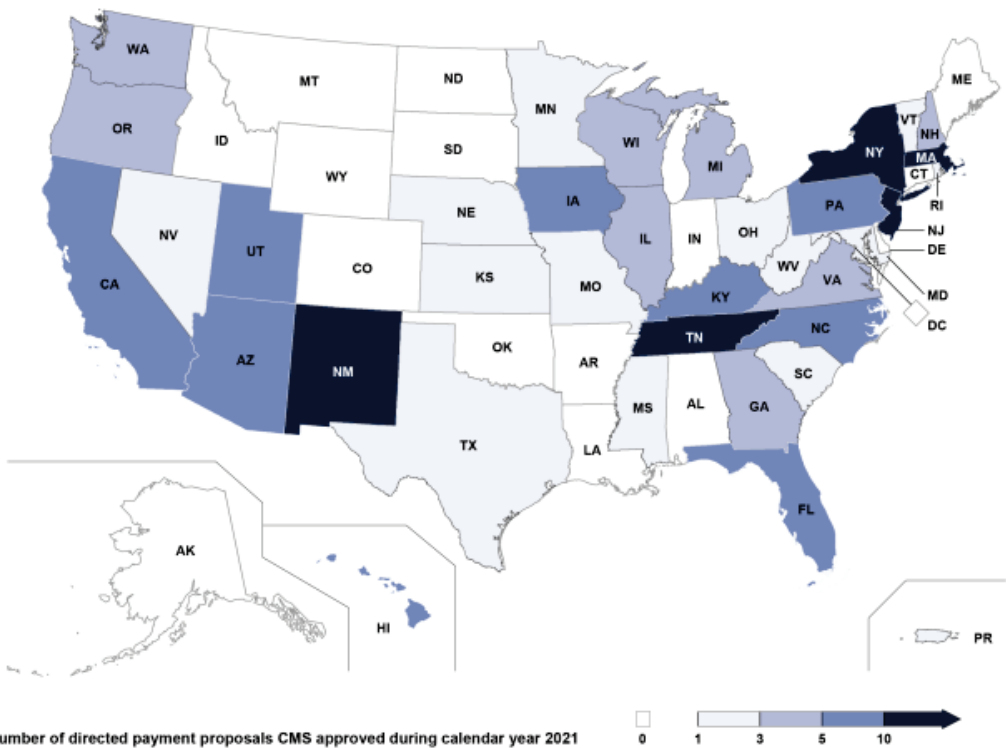 WA
MT
ND
MN
ME
VT
NH
OR
ID
SD
WI
NY
MA
MI
CT
WY
RI
IA
PA
NE
NV
IL
IN
OH
NJ
UT
DE
CO
WV
CA
KS
MO
VA
KY
MD
DC
NC
TN
OK
AZ
AR
NM
SC
MS
AL
GA
TX
LA
FL
AK
HI
PR
umber of directed payment proposals CMS approved during calendar year 2021
0 1 3 5 10